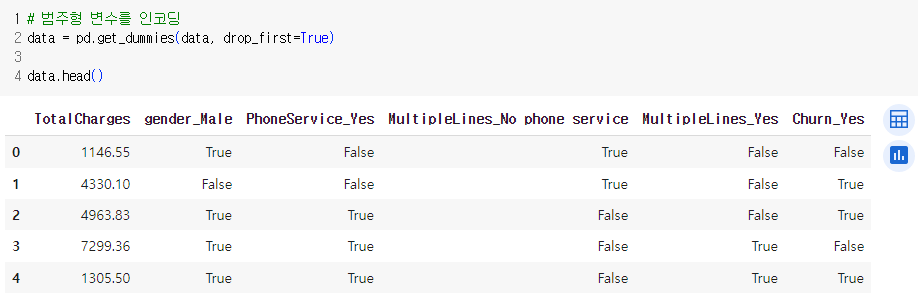 1 # 범주형 변수를 인코딩
2 data = pd.get_dummies(data, drop_first=True)
3
4 data.head()
TotalCharges gender_Male PhoneService_Yes MultipleLines_No phone service MultipleLines_Yes Churn_Yes
0 1146.55 True False True False False
1 4330.10 False False True False True
2 4963.83 True True False False True
3 7299.36 True True False True False
4 1305.50 True True False True True